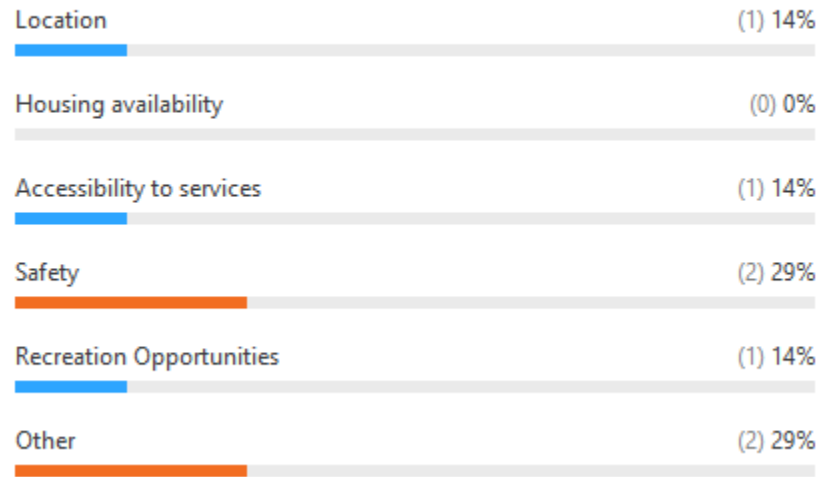 Location (1) 14%
Housing availability (0) 0%
Accessibility to services (1) 14%
Safety (2) 29%
Recreation Opportunities (1) 14%
Other (2) 29%